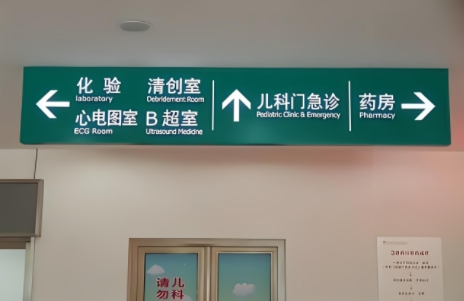 化验 清创室
laboratory Debridement Room
心电图室 B超室
ECG Room Ultrasound Medicine
儿科门急诊
Pediatric Clinic & Emergency
药房
Pharmacy
请儿
勿科